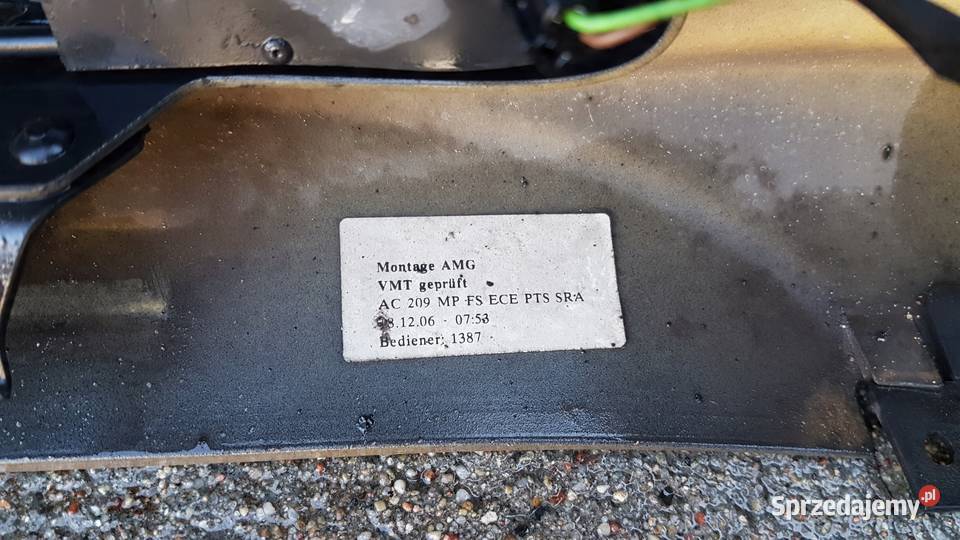 Montage AMG
VMT geprüft
AC 209 MP FS ECE PTS SRA
8.12.06 - 07:53
Bediener: 1387
Sprzedajemy.pl